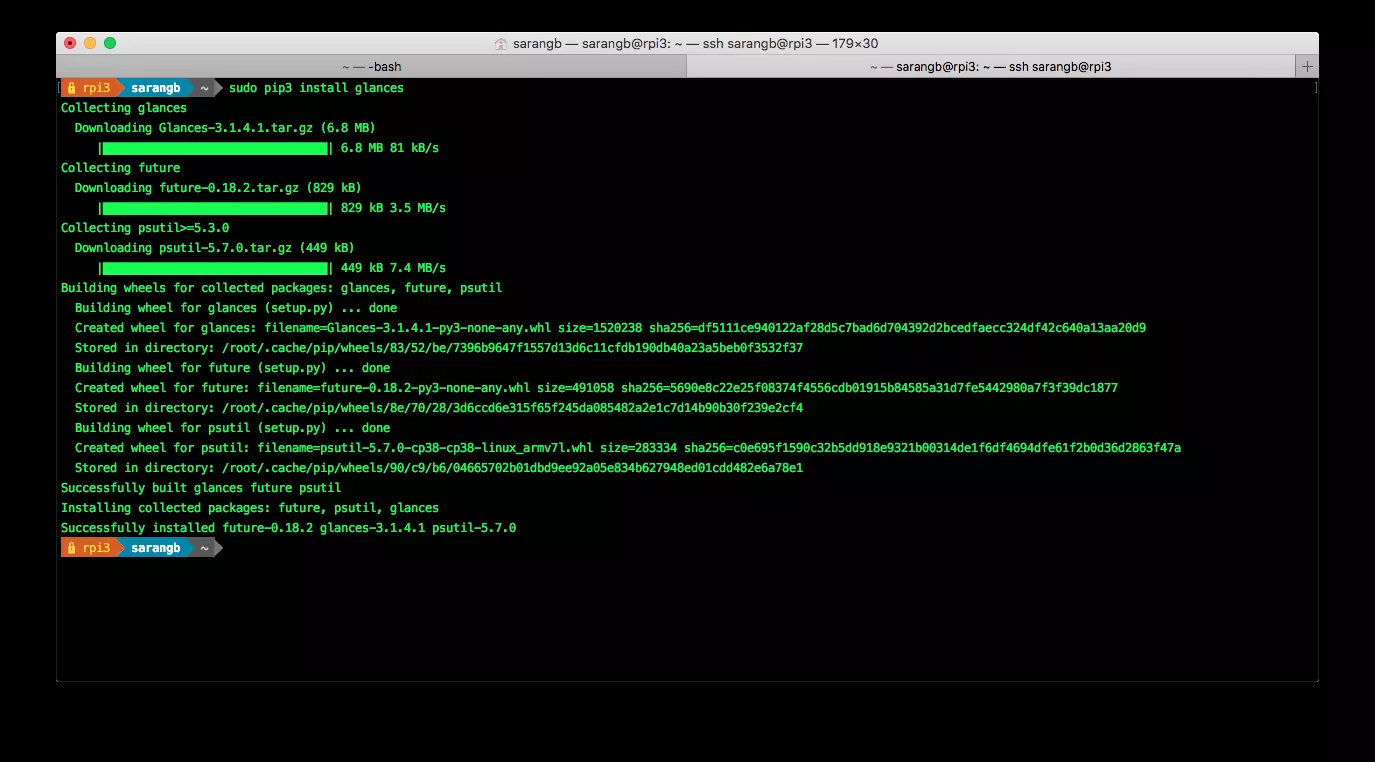 sarangb — sarangb@rpi3: ~ — ssh sarangb@rpi3 — 179×30
~ — -bash
~ — sarangb@rpi3: ~ — ssh sarangb@rpi3
rpi3 sarangb ~ sudo pip3 install glances
Collecting glances
Downloading Glances-3.1.4.1.tar.gz (6.8 MB)
|████████████████████████████████| 6.8 MB 81 kB/s
Collecting future
Downloading future-0.18.2.tar.gz (829 kB)
|████████████████████████████████| 829 kB 3.5 MB/s
Collecting psutil>=5.3.0
Downloading psutil-5.7.0.tar.gz (449 kB)
|████████████████████████████████| 449 kB 7.4 MB/s
Building wheels for collected packages: glances, future, psutil
Building wheel for glances (setup.py) ... done
Created wheel for glances: filename=Glances-3.1.4.1-py3-none-any.whl size=1520238 sha256=df5111ce940122af28d5c7bad6d704392d2bcedfaecc324df42c640a13aa20d9
Stored in directory: /root/.cache/pip/wheels/83/52/be/7396b9647f1557d13d6c11cfdb190db40a23a5beb0f3532f37
Building wheel for future (setup.py) ... done
Created wheel for future: filename=future-0.18.2-py3-none-any.whl size=491058 sha256=5690e8c22e25f08374f4556cdb01915b84585a31d7fe5442980a7f3f39dc1877
Stored in directory: /root/.cache/pip/wheels/8e/70/28/3d6ccd6e315f65f245da085482a2e1c7d14b90b30f239e2cf4
Building wheel for psutil (setup.py) ... done
Created wheel for psutil: filename=psutil-5.7.0-cp38-cp38-linux_armv7l.whl size=283334 sha256=c0e695f1590c32b5dd918e9321b00314de1f6df4694dfe61f2b0d36d2863f47a
Stored in directory: /root/.cache/pip/wheels/90/c9/b6/04665702b01dbd9ee92a05e834b627948ed01cdd482e6a78e1
Successfully built glances future psutil
Installing collected packages: future, psutil, glances
Successfully installed future-0.18.2 glances-3.1.4.1 psutil-5.7.0
rpi3 sarangb ~